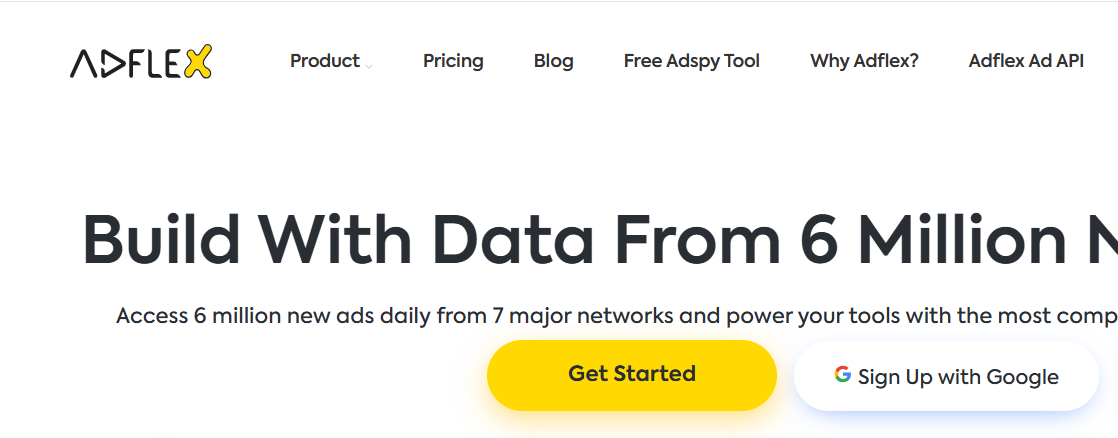 ADFLEX Product Pricing Blog Free Adspy Tool Why Adflex? Adflex Ad API
Build With Data From 6 Million
Access 6 million new ads daily from 7 major networks and power your tools with the most comp
Get Started Sign Up with Google